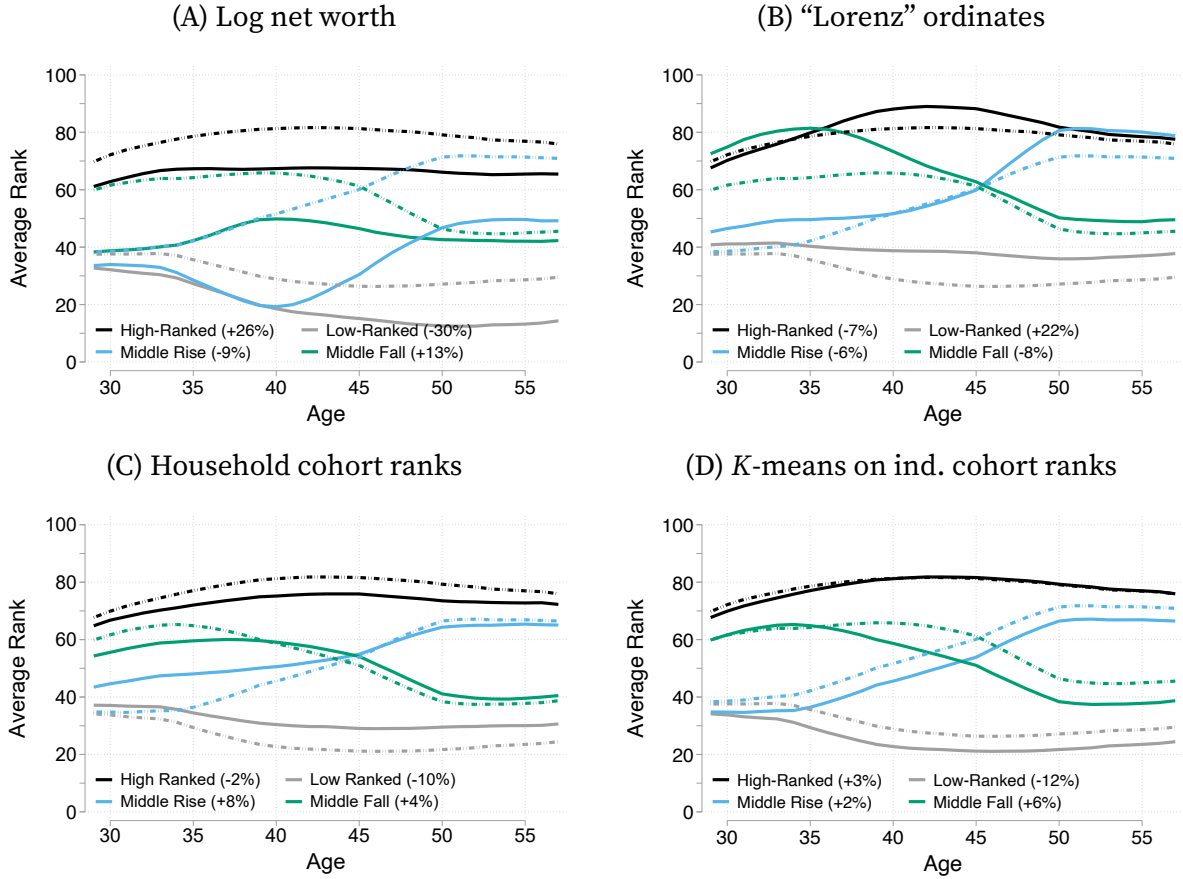 (A) Log net worth
100
80
60
40
20
0
Average Rank
High-Ranked (+26%)
Low-Ranked (-30%)
Middle Rise (-9%)
Middle Fall (+13%)
30 35 40 45 50 55
Age
(B) “Lorenz” ordinates
100
80
60
40
20
0
Average Rank
High-Ranked (-7%)
Low-Ranked (+22%)
Middle Rise (-6%)
Middle Fall (-8%)
30 35 40 45 50 55
Age
(C) Household cohort ranks
100
80
60
40
20
0
Average Rank
High Ranked (-2%)
Low Ranked (-10%)
Middle Rise (+8%)
Middle Fall (+4%)
30 35 40 45 50 55
Age
(D) K-means on ind. cohort ranks
100
80
60
40
20
0
Average Rank
High-Ranked (+3%)
Low-Ranked (-12%)
Middle Rise (+2%)
Middle Fall (+6%)
30 35 40 45 50 55
Age